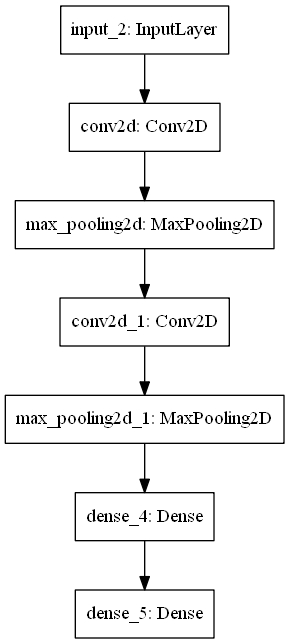 input_2: InputLayer
conv2d: Conv2D
max_pooling2d: MaxPooling2D
conv2d_1: Conv2D
max_pooling2d_1: MaxPooling2D
dense_4: Dense
dense_5: Dense